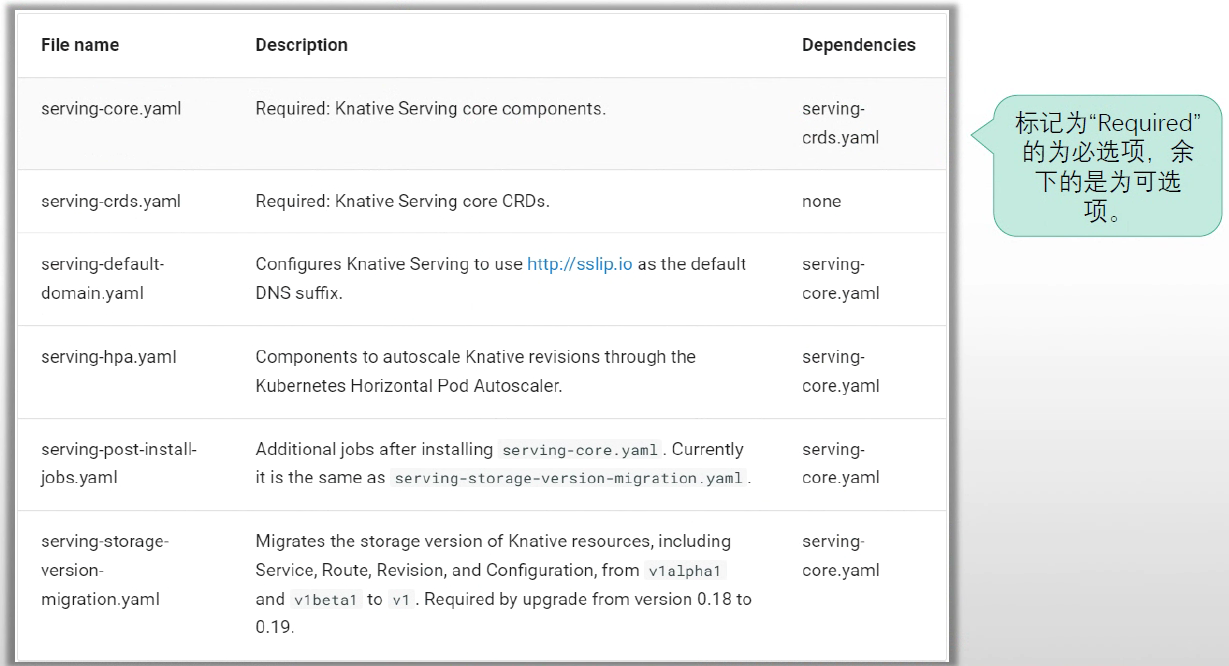 File name Description Dependencies
serving-core.yaml Required: Knative Serving core components. serving-
crds.yaml
serving-crds.yaml Required: Knative Serving core CRDs. none
serving-default- Configures Knative Serving to use http://sslip.io as the default serving-
domain.yaml DNS suffix. core.yaml
serving-hpa.yaml Components to autoscale Knative revisions through the serving-
Kubernetes Horizontal Pod Autoscaler. core.yaml
serving-post-install- Additional jobs after installing serving-core.yaml. Currently serving-
jobs.yaml it is the same as serving-storage-version-migration.yaml. core.yaml
serving-storage- Migrates the storage version of Knative resources, including serving-
version- Service, Route, Revision, and Configuration, from v1alpha1 core.yaml
migration.yaml and v1beta1 to v1. Required by upgrade from version 0.18 to
0.19.
标记为“Required”
的为必选项，余
下的是为可选
项。